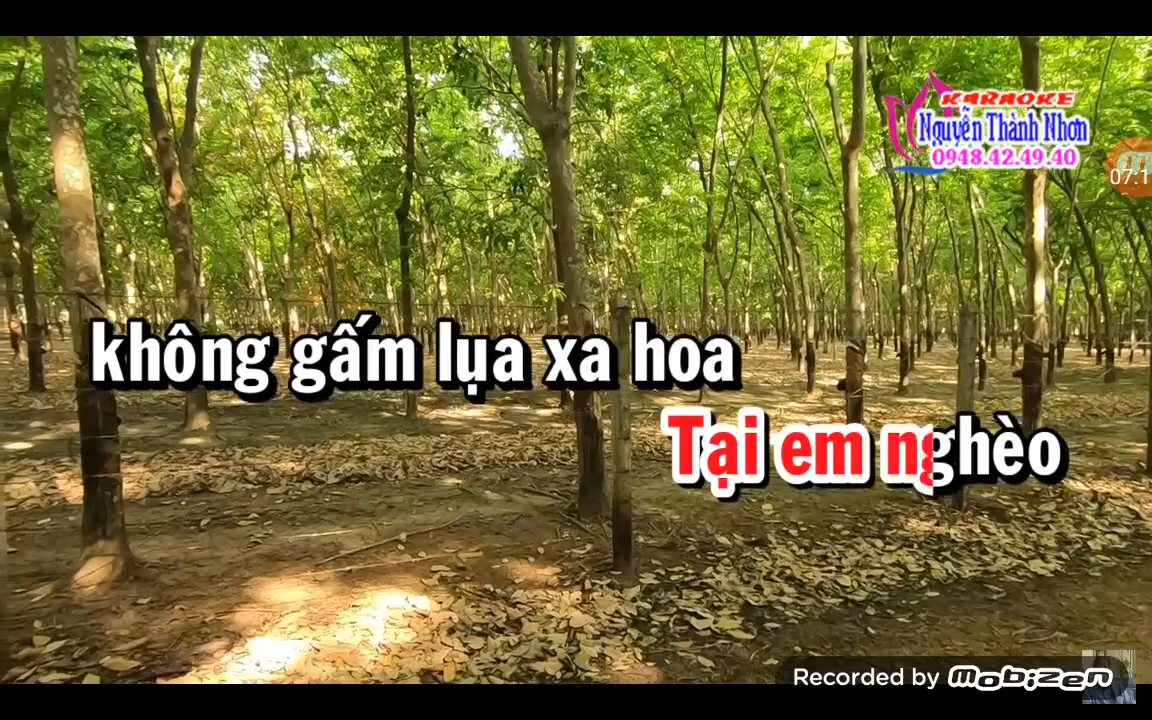 KARAOKE
Nguyễn Thành Nhơn
0948.42.49.40
07:1
không gấm lụa xa hoa
Tại em nghèo
Recorded by Mobizen